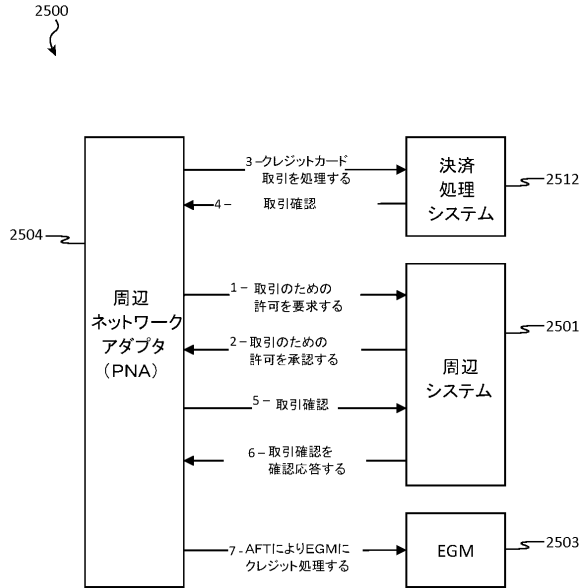 2500
3-クレジットカード
取引を処理する
4-取引確認
決済
処理
システム
2512
2504
周辺
ネットワーク
アダプタ
(PNA)
1-取引のための
許可を要求する
2-取引のための
許可を承認する
5-取引確認
6-取引確認を
確認応答する
周辺
システム
2501
7-AFTによりEGMに
クレジット処理する
EGM
2503